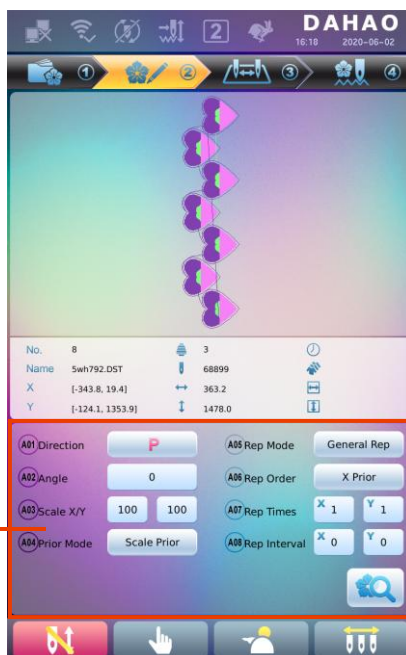 DAHAO
2 16:18 2020-06-02
① ② ③ ④
No. 8 3
Name 5wh792.DST 68899
X [-343.8, 19.4] 363.2
Y [-124.1, 1353.9] 1478.0
A01 Direction P A05 Rep Mode General Rep
A02 Angle 0 A06 Rep Order X Prior
A03 Scale X/Y 100 100 A07 Rep Times X 1 Y 1
A04 Prior Mode Scale Prior A08 Rep Interval X 0 Y 0